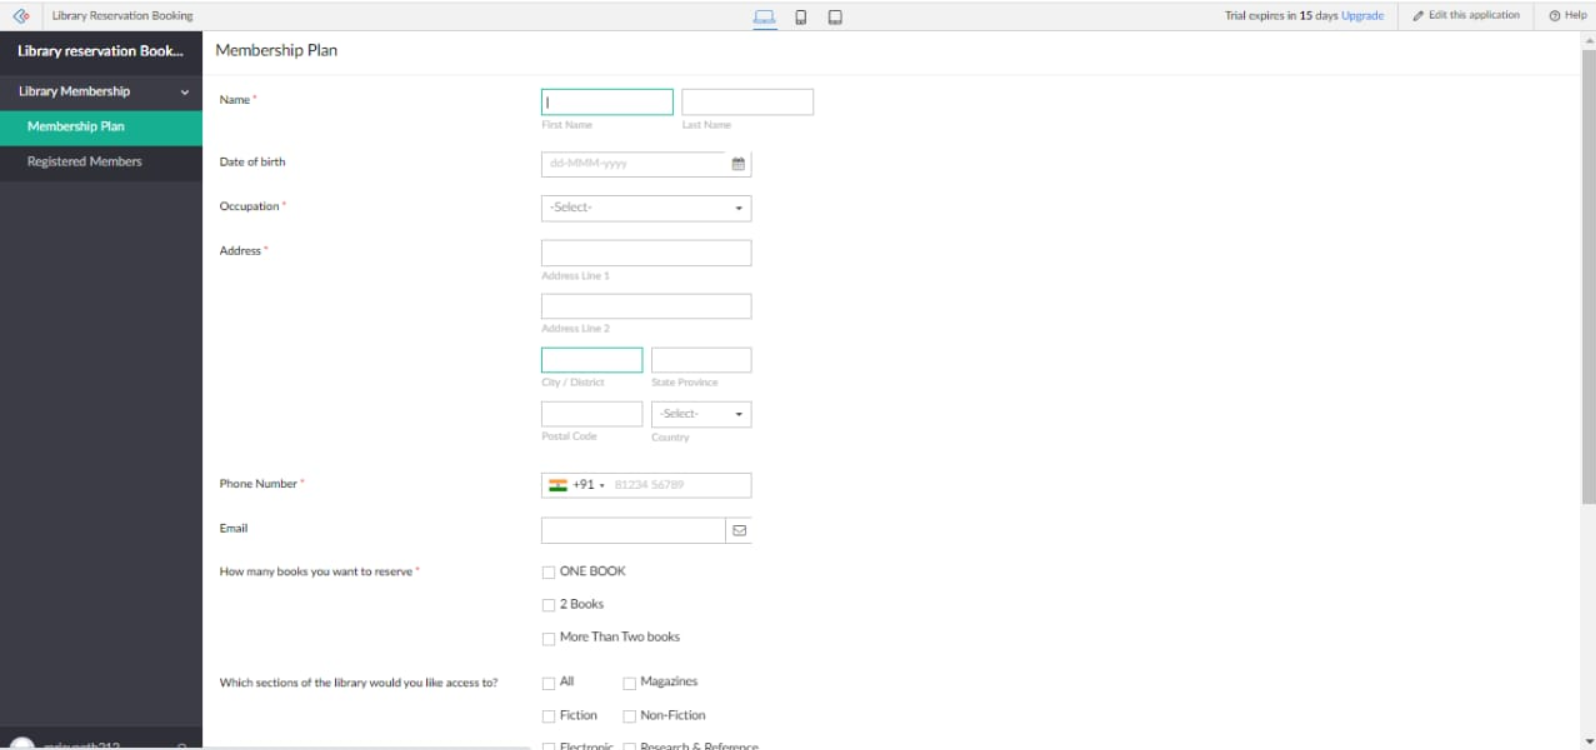 Library Reservation Booking
Trial expires in 15 days Upgrade
Edit this application
Help
Library reservation Book...
Membership Plan
Library Membership
Membership Plan
Registered Members
Name *
First Name
Last Name
Date of birth
dd-MMM-yyyy
Occupation *
-Select-
Address *
Address Line 1
Address Line 2
City / District
State Province
-Select-
Postal Code
Country
Phone Number *
+91
81234 56789
Email
How many books you want to reserve *
ONE BOOK
2 Books
More Than Two books
Which sections of the library would you like access to?
All
Magazines
Fiction
Non-Fiction
Electronic
Research & Reference